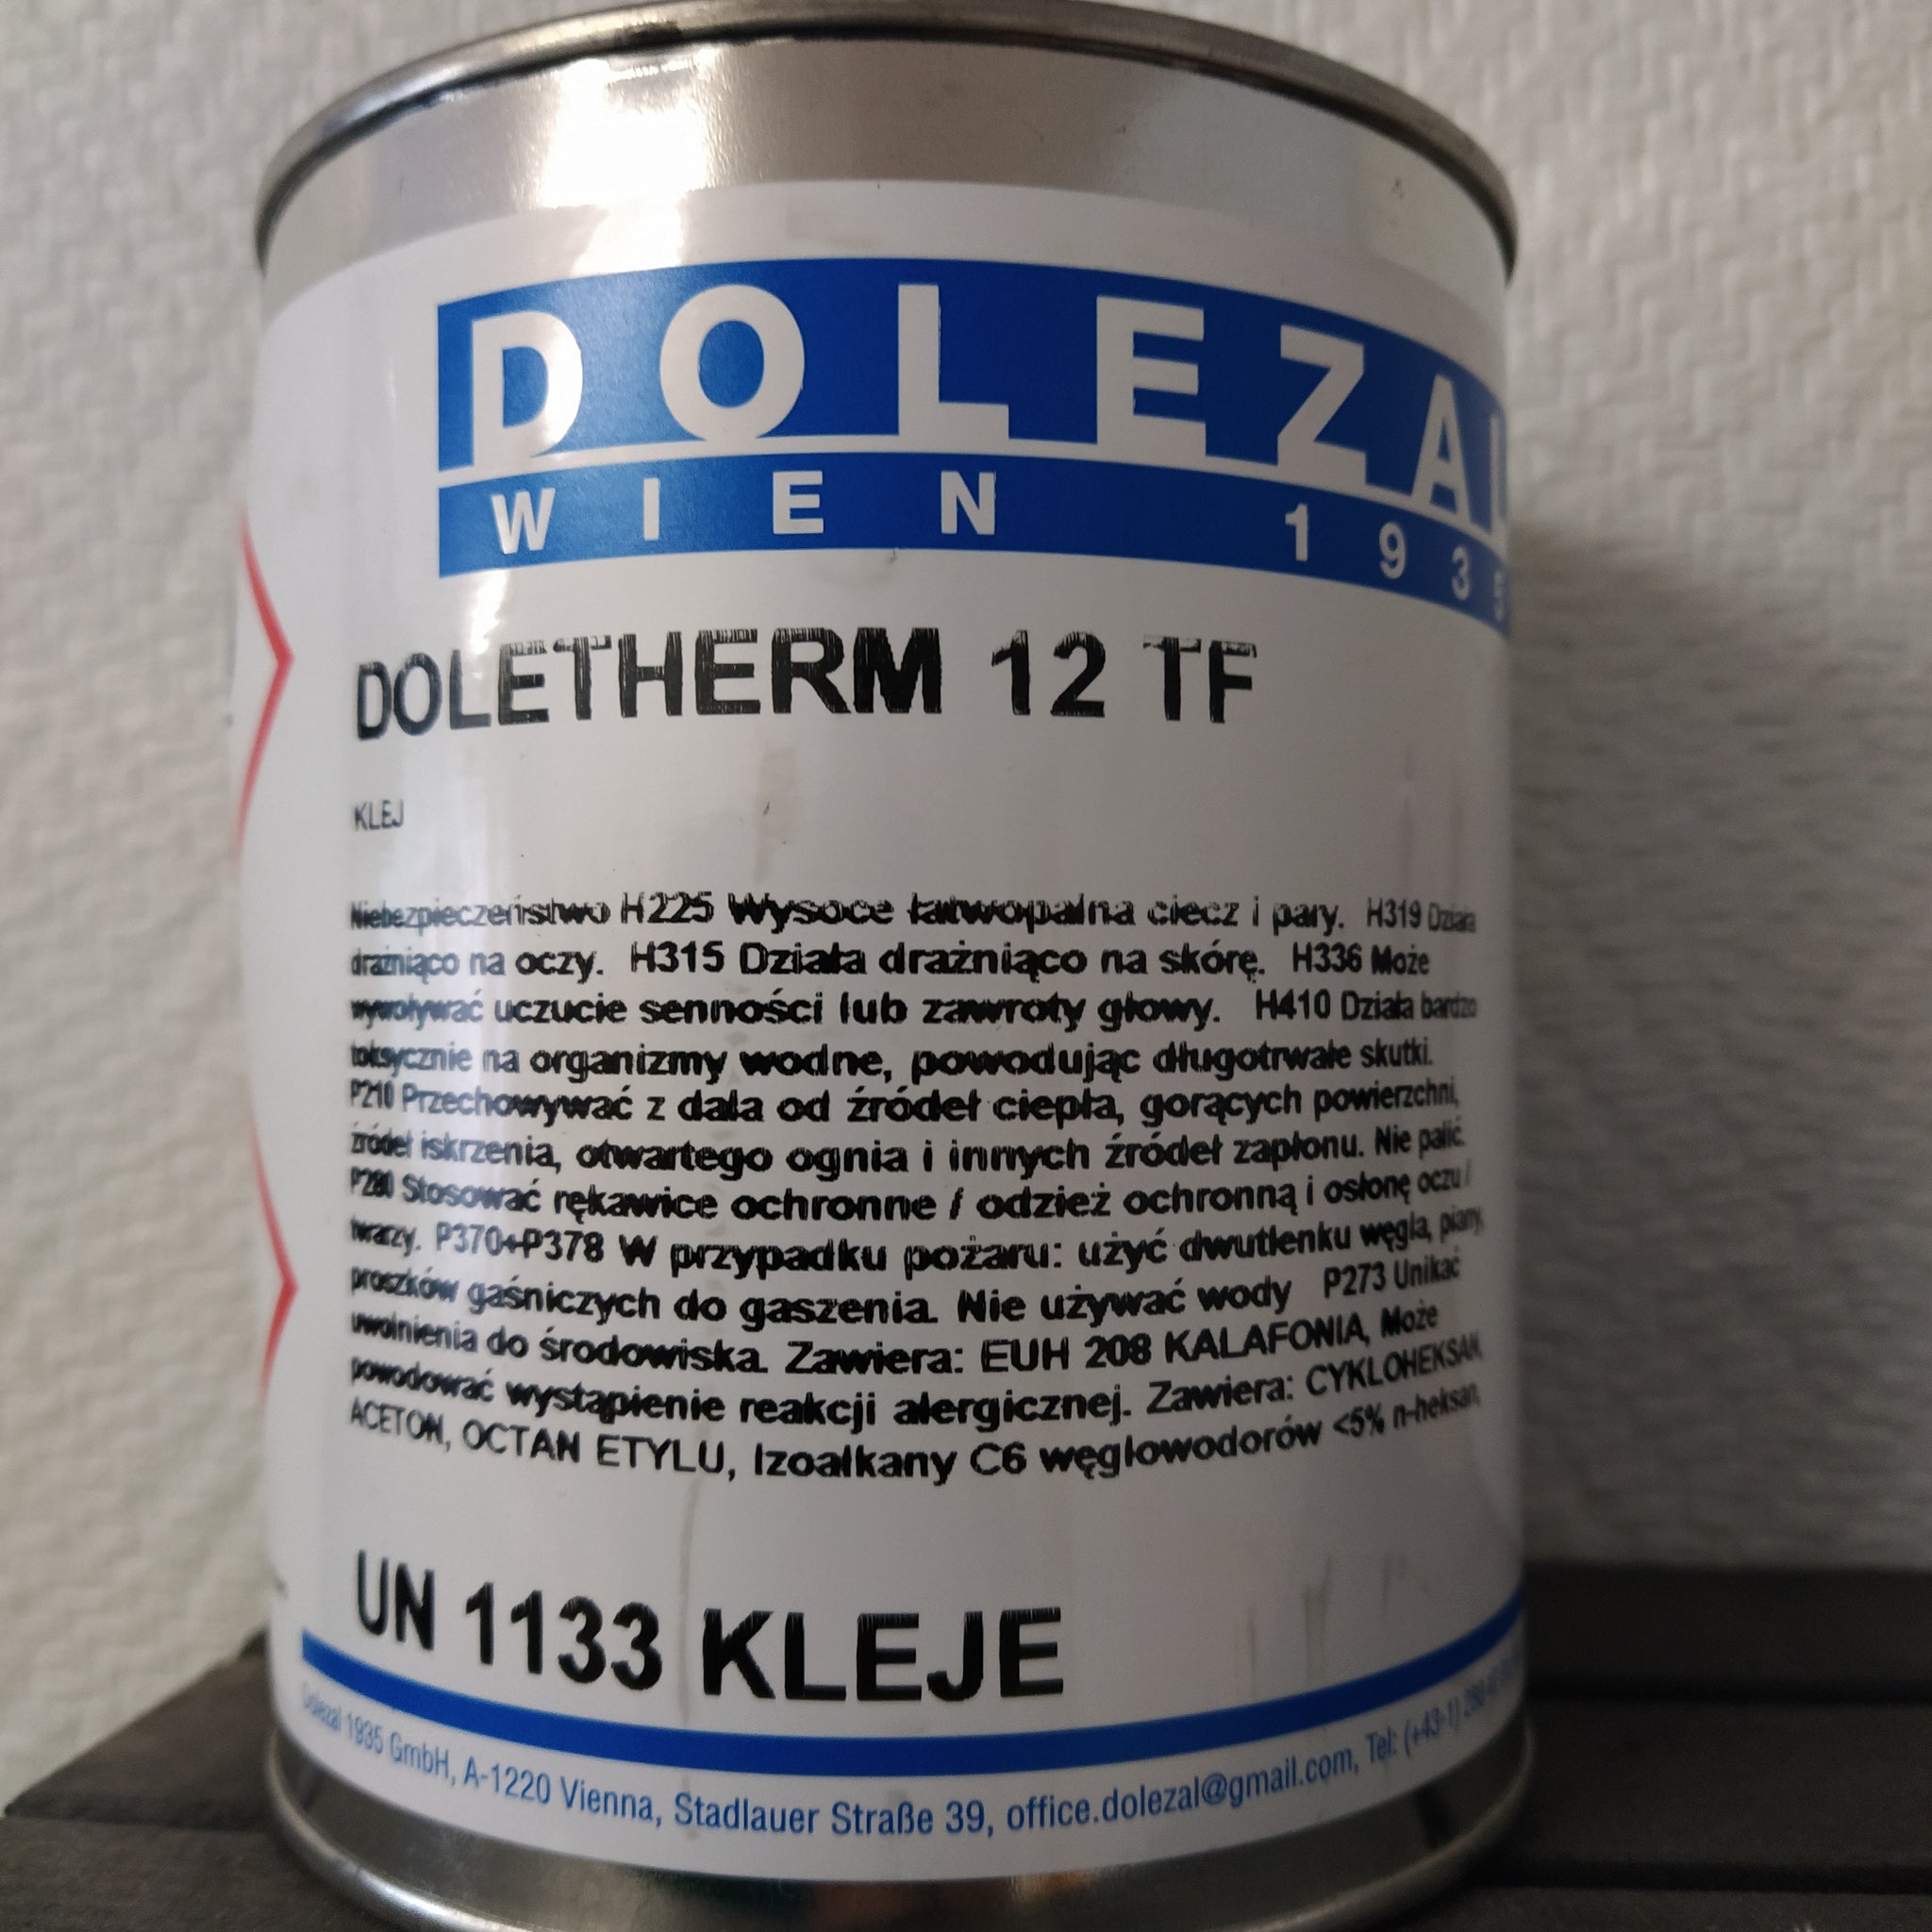 DOLEZAL
WIEN 1935
DOLETHERM 12 TF
KLEJ
Niebezpieczeństwo H225 Wysoce łatwopalna ciecz i pary. H319 Działa
drażniąco na oczy. H315 Działa drażniąco na skórę. H336 Może
wywoływać uczucie senności lub zawroty głowy. H410 Działa bardzo
toksycznie na organizmy wodne, powodując długotrwałe skutki.
P210 Przechowywać z dala od źródeł ciepła, gorących powierzchni,
źródeł iskrzenia, otwartego ognia i innych źródeł zapłonu. Nie palić.
P280 Stosować rękawice ochronne / odzież ochronną i osłonę oczu /
twarzy. P370+P378 W przypadku pożaru: użyć dwutlenku węgla, piany,
proszków gaśniczych do gaszenia. Nie używać wody P273 Unikać
uwolnienia do środowiska. Zawiera: EUH 208 KALAFONIA, Może
powodować wystąpienie reakcji alergicznej. Zawiera: CYKLOHEKSAN,
ACETON, OCTAN ETYLU, Izoalkany C6 węglowodorów <5% n-heksan,
UN 1133 KLEJE
Dolezal 1935 GmbH, A-1220 Vienna, Stadlauer Straße 39, office.dolezal@gmail.com, Tel: (+43-1)